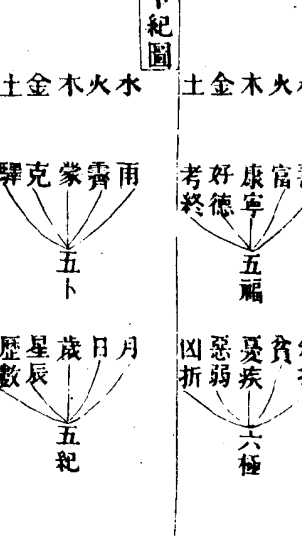 紀圖
土 金 木 火 水
驛 克 蒙 霽 雨
五卜
歷數 星辰 歲 日 月
五紀
土 金 木 火
考終 好德 康寧 富
五福
凶折 惡弱 憂疾 貧
六極